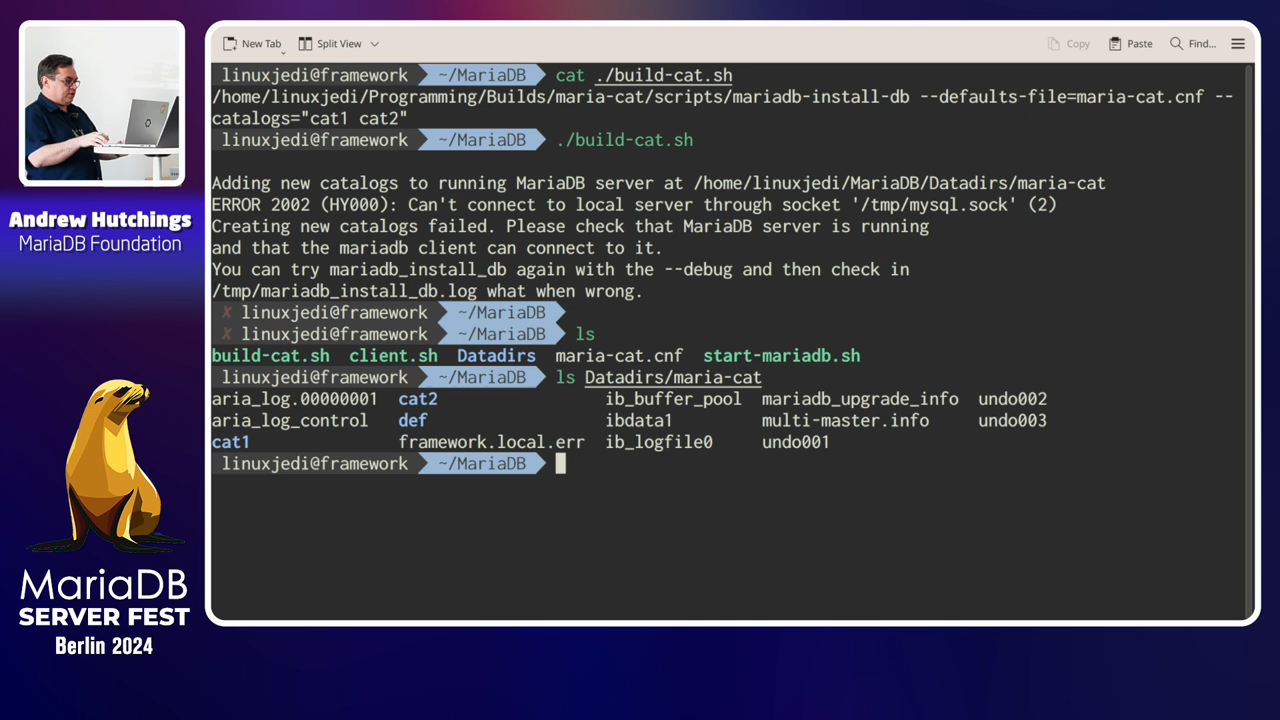 New Tab
Split View
Copy
Paste
Find...
linuxjedi@framework ~/MariaDB cat ./build-cat.sh
/home/linuxjedi/Programming/Builds/maria-cat/scripts/mariadb-install-db --defaults-file=maria-cat.cnf --
catalogs="cat1 cat2"
linuxjedi@framework ~/MariaDB ./build-cat.sh
Adding new catalogs to running MariaDB server at /home/linuxjedi/MariaDB/Datadirs/maria-cat
ERROR 2002 (HY000): Can't connect to local server through socket '/tmp/mysql.sock' (2)
Creating new catalogs failed. Please check that MariaDB server is running
and that the mariadb client can connect to it.
You can try mariadb_install_db again with the --debug and then check in
/tmp/mariadb_install_db.log what when wrong.
✗ linuxjedi@framework ~/MariaDB
✗ linuxjedi@framework ~/MariaDB ls
build-cat.sh client.sh Datadirs maria-cat.cnf start-mariadb.sh
linuxjedi@framework ~/MariaDB ls Datadirs/maria-cat
aria_log.00000001 cat2 ib_buffer_pool mariadb_upgrade_info undo002
aria_log_control def ibdata1 multi-master.info undo003
cat1 framework.local.err ib_logfile0 undo001
linuxjedi@framework ~/MariaDB
Andrew Hutchings
MariaDB Foundation
MariaDB
SERVER FEST
Berlin 2024